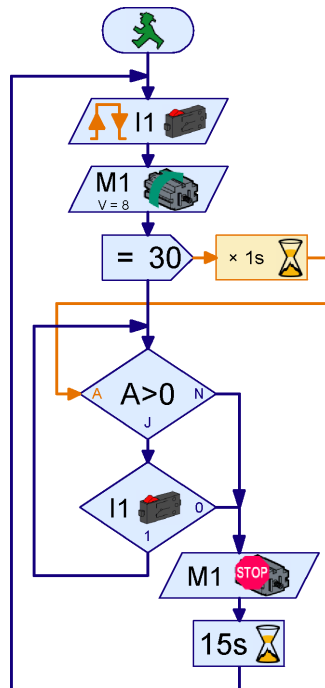 I1
M1
V = 8
= 30
× 1s
A>0
A
N
J
I1
0
1
M1
STOP
15s